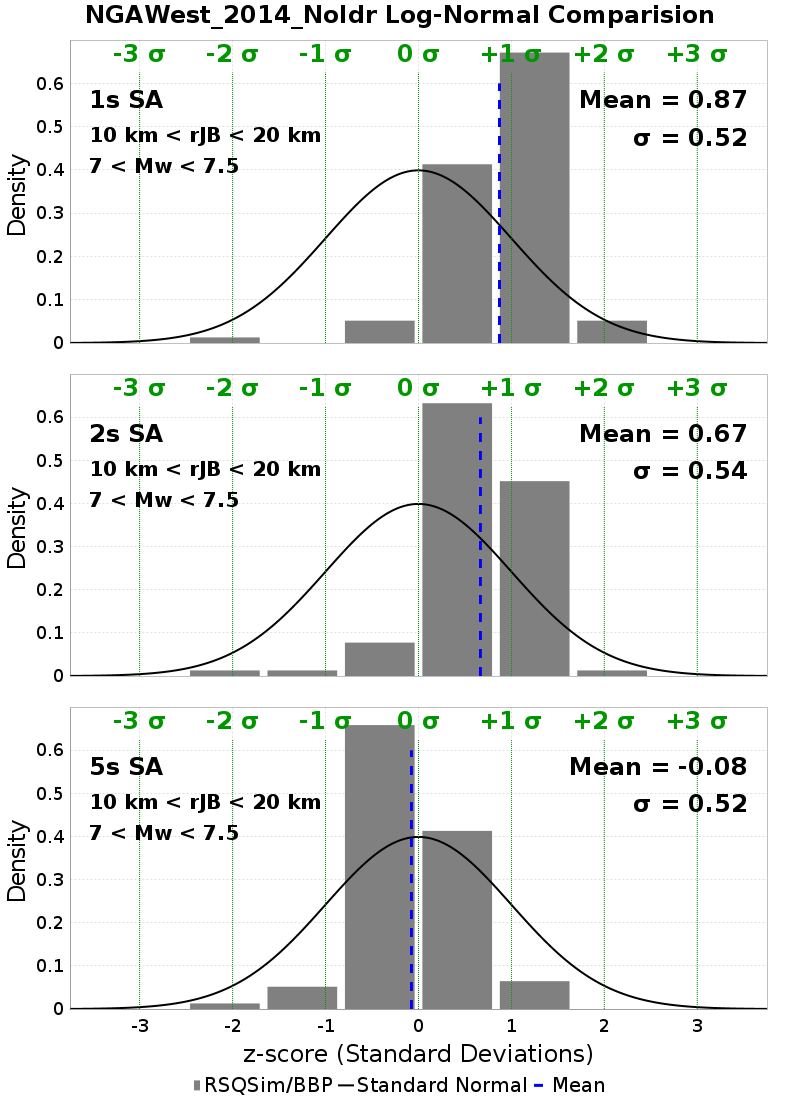 NGAWest_2014_NoIdr Log-Normal Comparision
-3 σ -2 σ -1 σ 0 σ +1 σ +2 σ +3 σ
1s SA
Mean = 0.87
10 km < rJB < 20 km
σ = 0.52
7 < Mw < 7.5
0.6
0.5
0.4
0.3
0.2
0.1
0
Density
-3 σ -2 σ -1 σ 0 σ +1 σ +2 σ +3 σ
2s SA
Mean = 0.67
10 km < rJB < 20 km
σ = 0.54
7 < Mw < 7.5
0.6
0.5
0.4
0.3
0.2
0.1
0
Density
-3 σ -2 σ -1 σ 0 σ +1 σ +2 σ +3 σ
5s SA
Mean = -0.08
10 km < rJB < 20 km
σ = 0.52
7 < Mw < 7.5
0.6
0.5
0.4
0.3
0.2
0.1
0
Density
-3 -2 -1 0 1 2 3
z-score (Standard Deviations)
RSQSim/BBP Standard Normal Mean